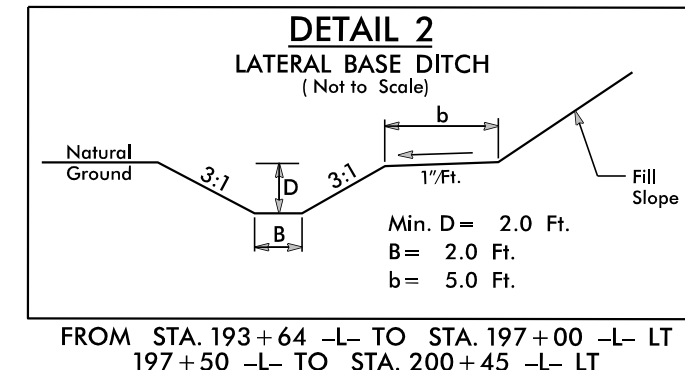 DETAIL 2
LATERAL BASE DITCH
( Not to Scale)
b
Natural
Ground
3:1
D
3:1
1"/Ft.
Fill
Slope
B
Min. D= 2.0 Ft.
B= 2.0 Ft.
b= 5.0 Ft.
FROM STA. 193+64 -L- TO STA. 197+00 -L- LT
197+50 -L- TO STA. 200+45 -L- LT